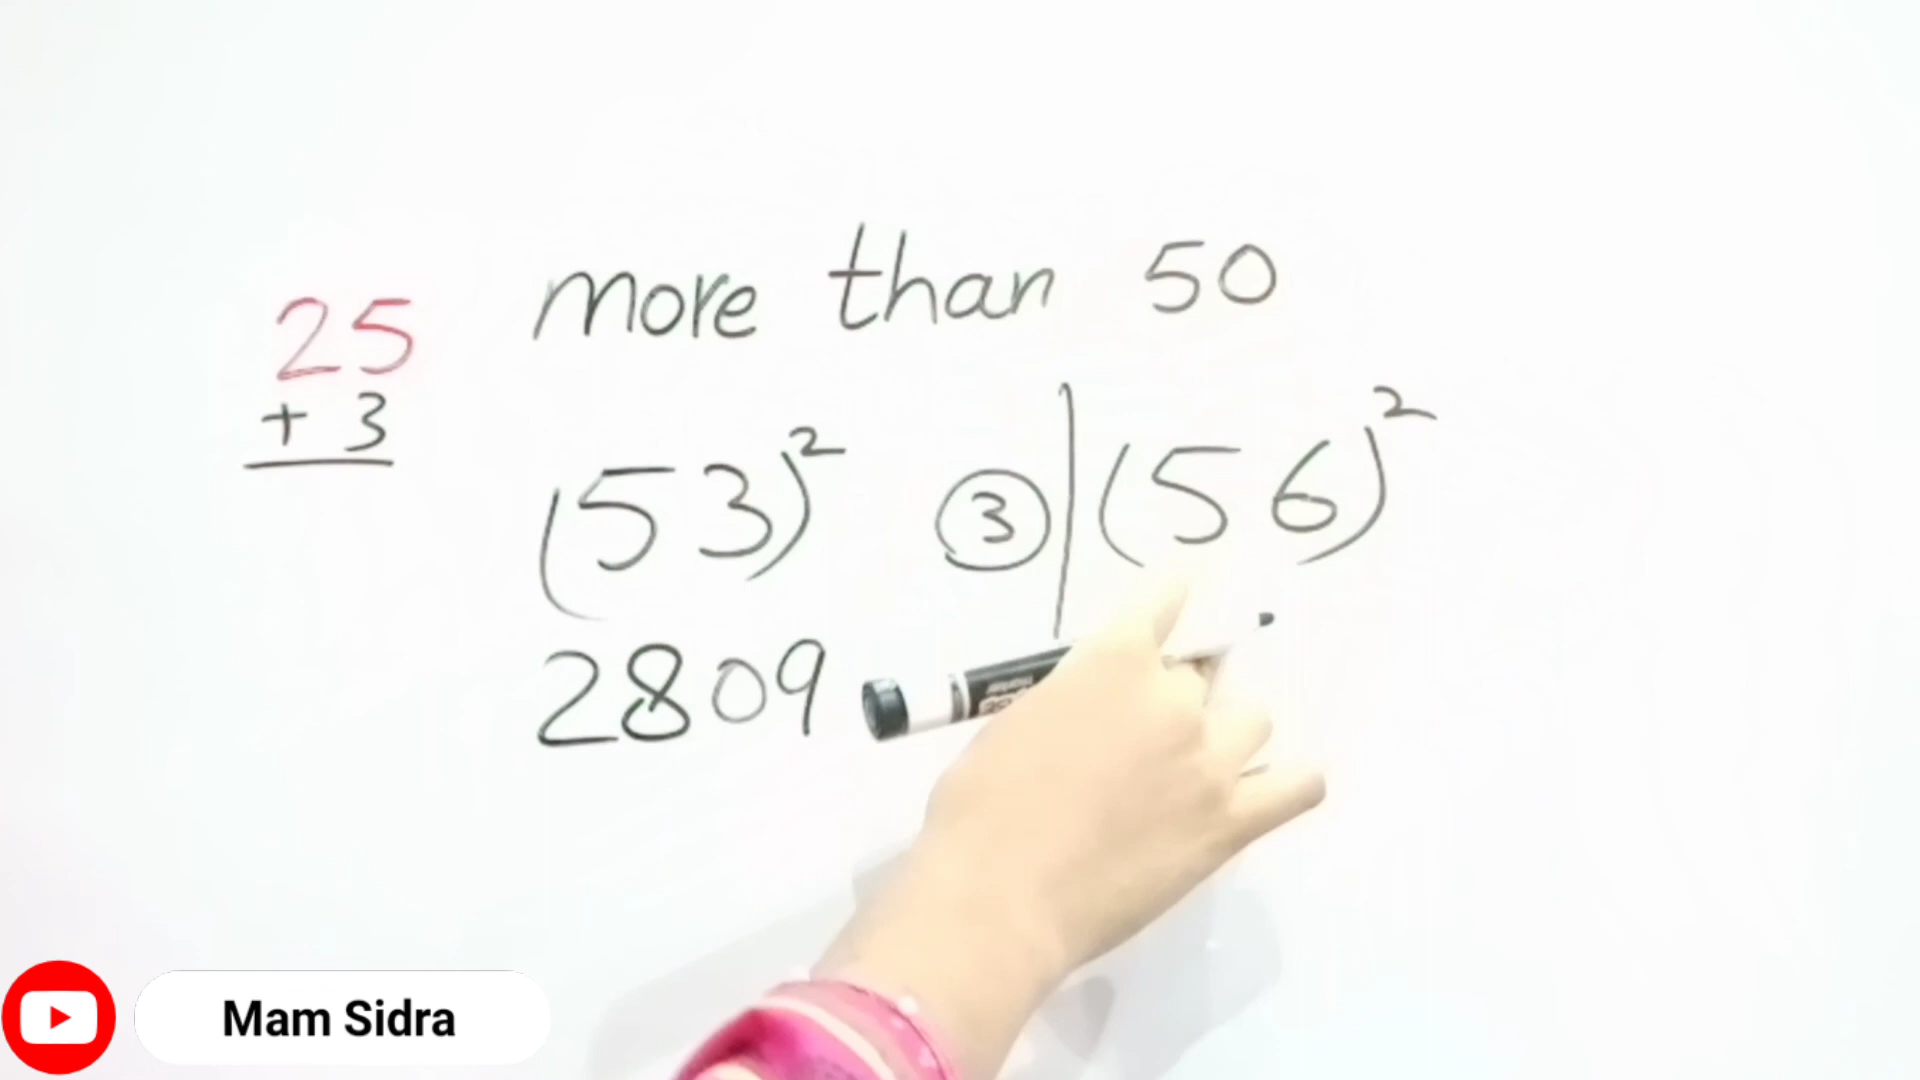 more than 50
25
+ 3
(53)² ③ (56)²
2809
Mam Sidra